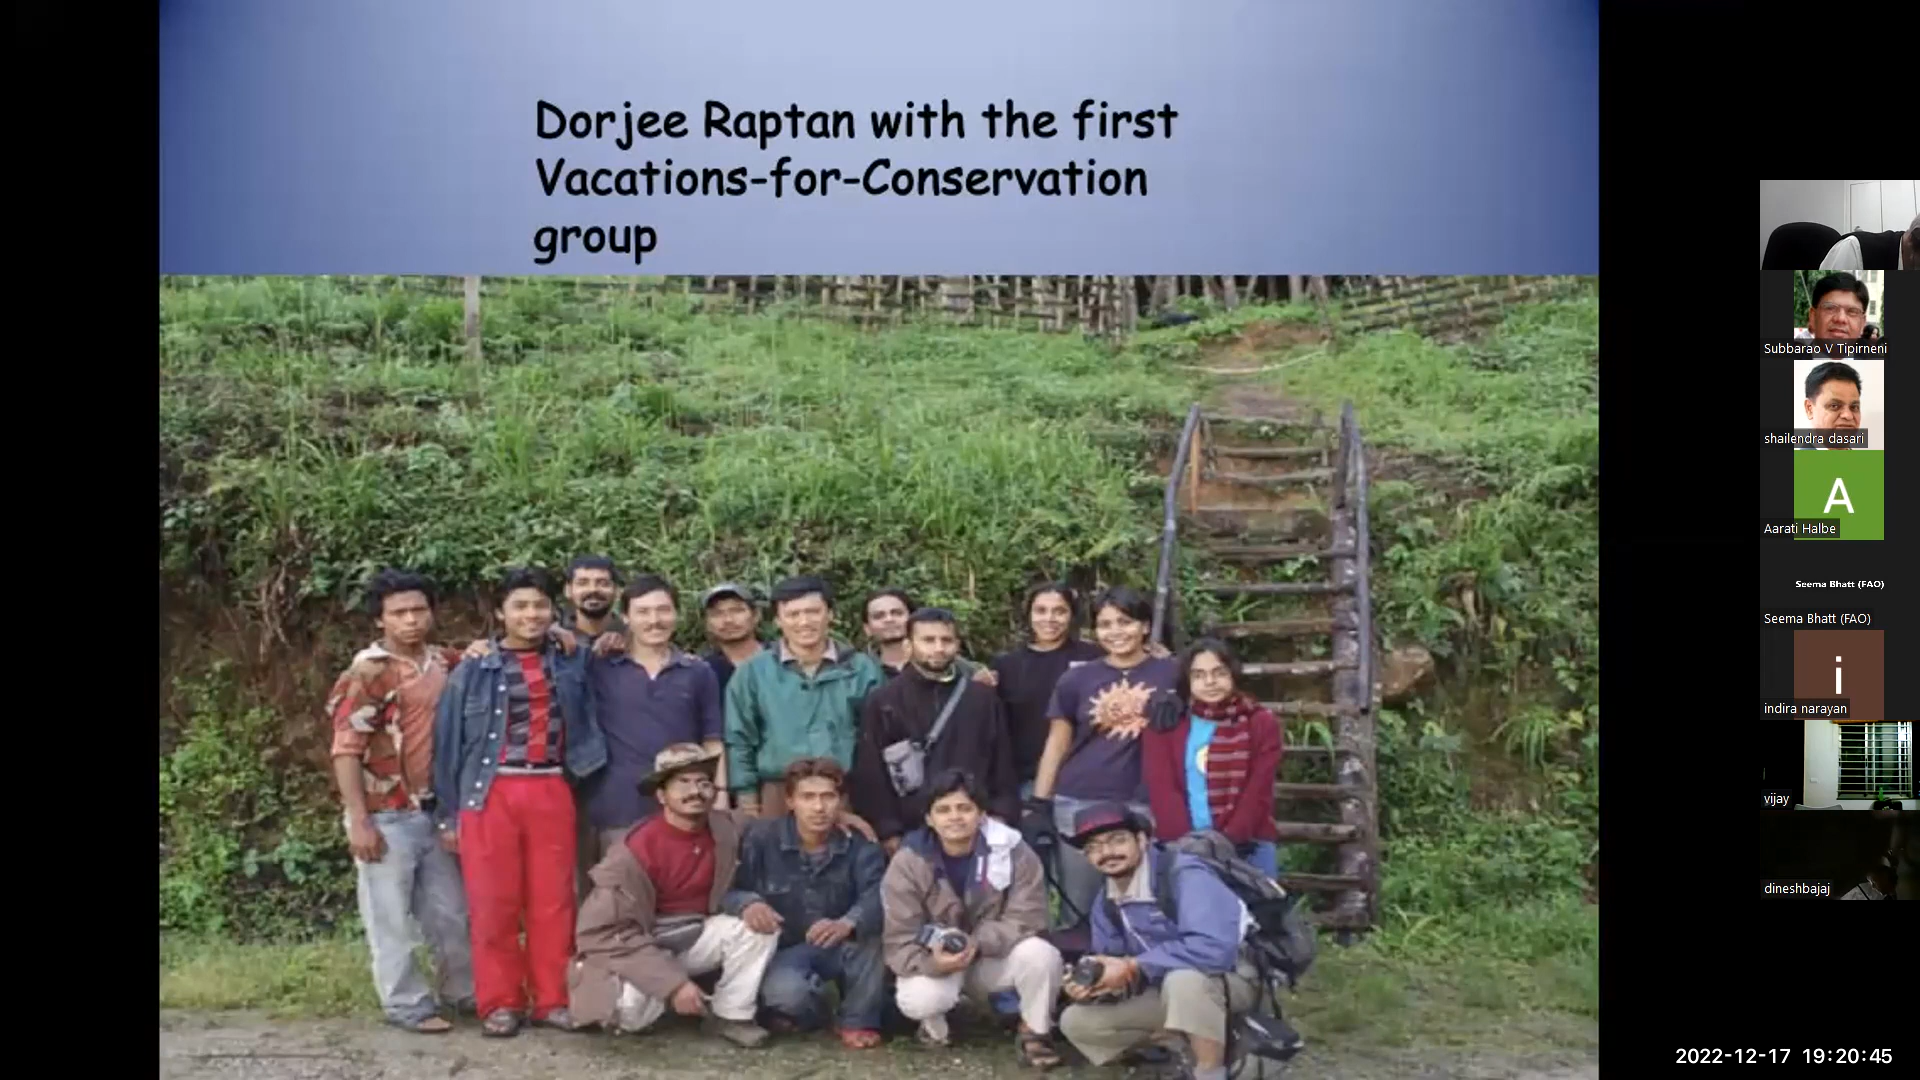 Dorjee Raptan with the first
Vacations-for-Conservation
group
Subbarao V Tipirneni
shailendra dasari
A
Aarati Halbe
Seema Bhatt (FAO)
Seema Bhatt (FAO)
i
indira narayan
vijay
dineshbajaj
2022-12-17 19:20:45